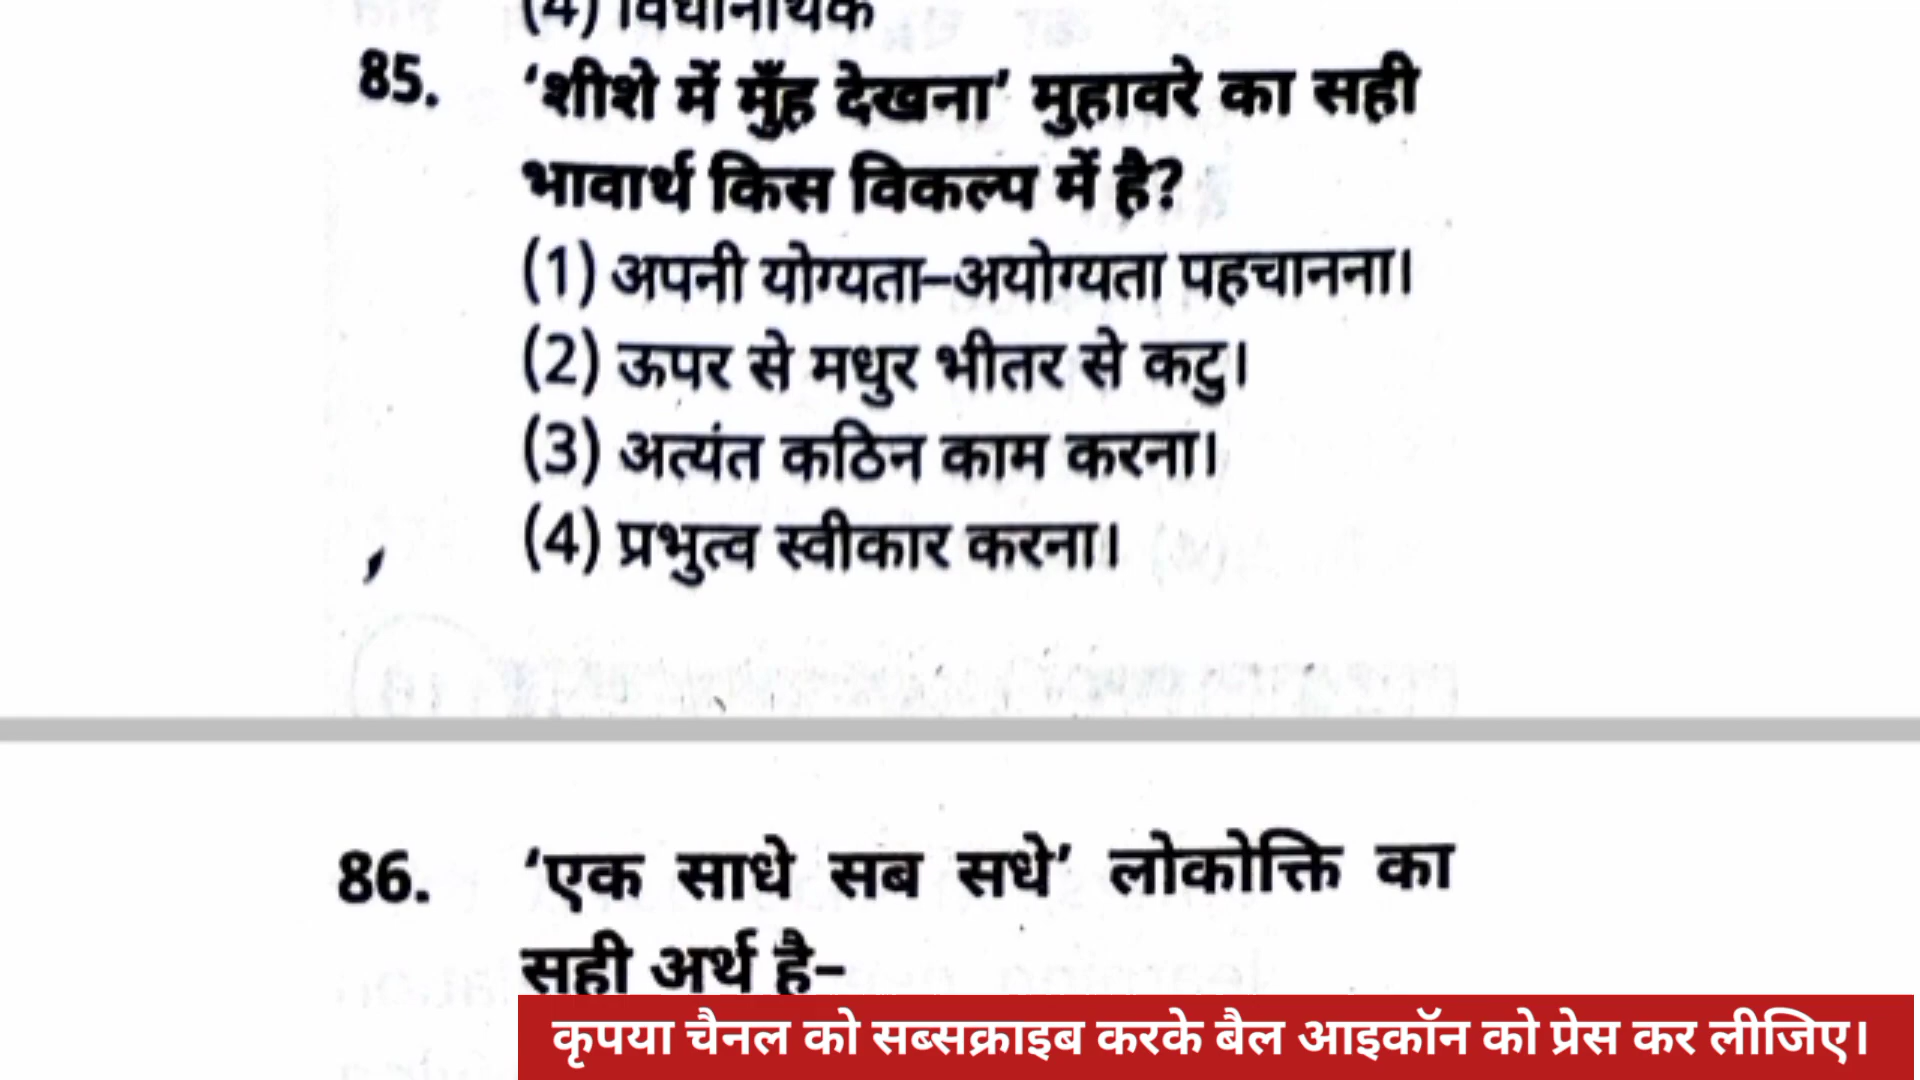 (4) विधानार्थक
85. ‘शीशे में मुँह देखना’ मुहावरे का सही
भावार्थ किस विकल्प में है?
(1) अपनी योग्यता–अयोग्यता पहचानना।
(2) ऊपर से मधुर भीतर से कटु।
(3) अत्यंत कठिन काम करना।
(4) प्रभुत्व स्वीकार करना।
86. ‘एक साधे सब सधे’ लोकोक्ति का
सही अर्थ है–
कृपया चैनल को सब्सक्राइब करके बैल आइकॉन को प्रेस कर लीजिए।